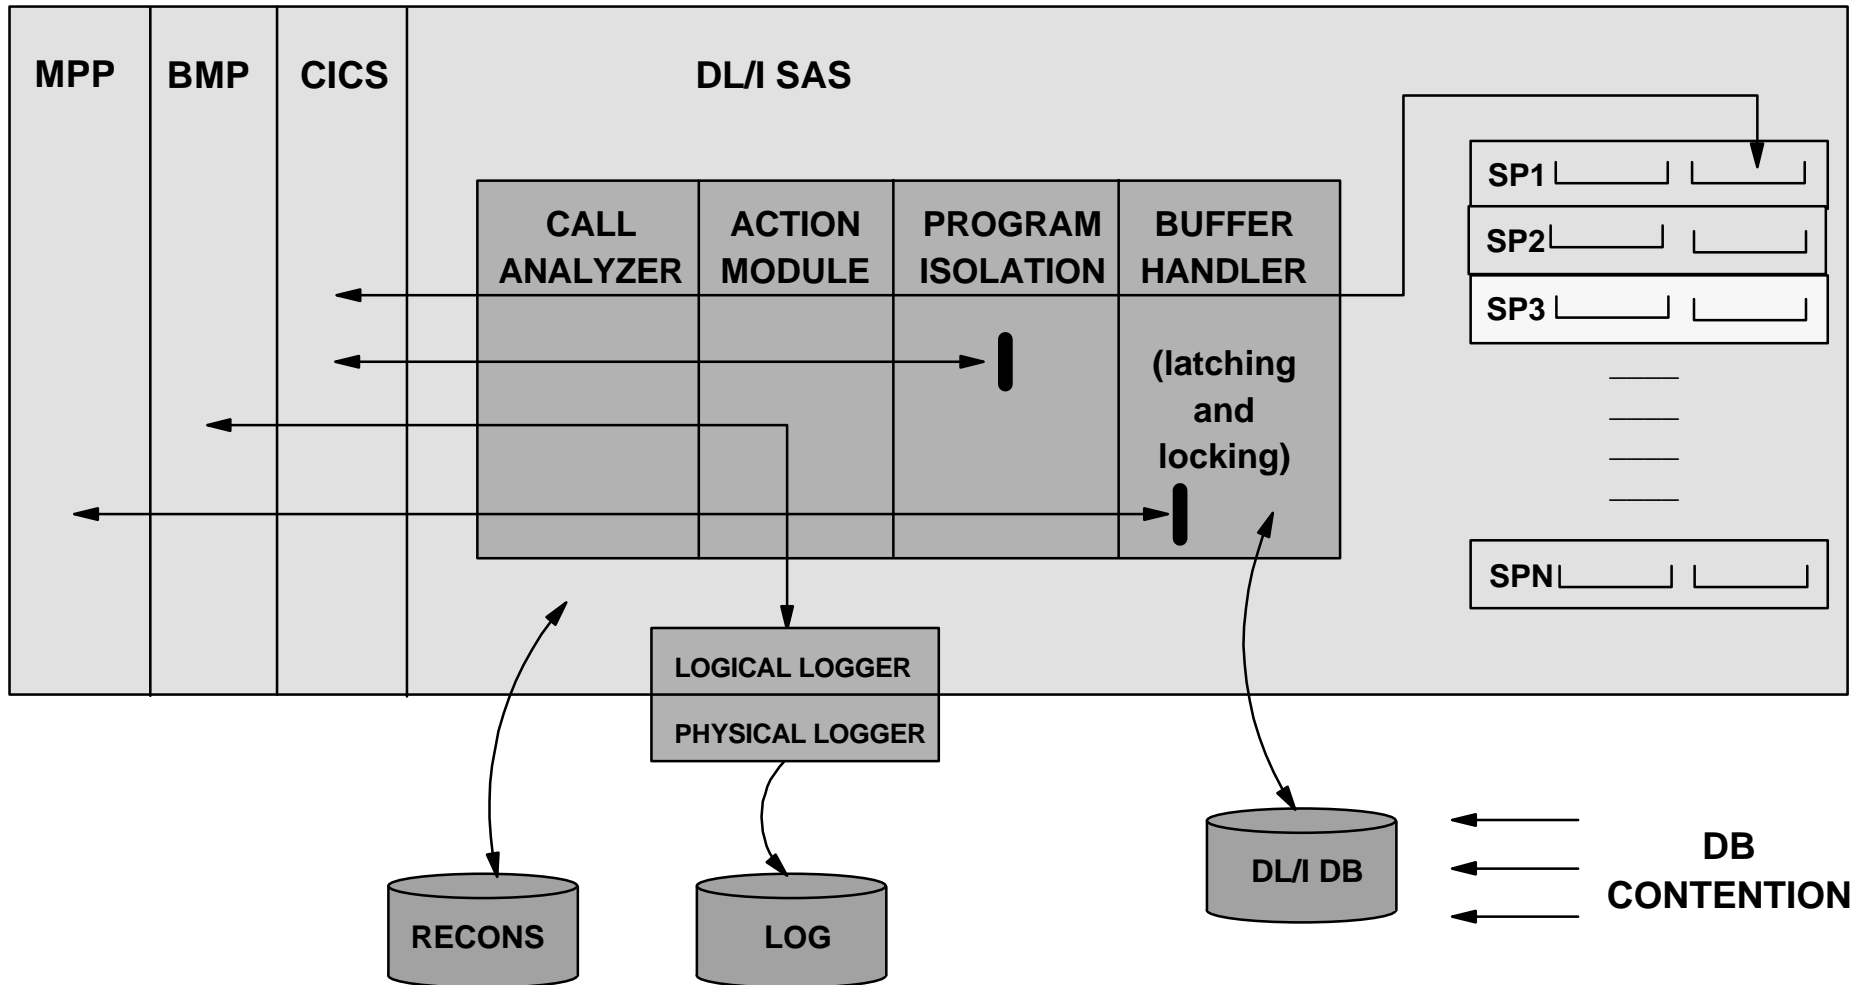 MPP
BMP
CICS
DL/I SAS
CALL
ANALYZER
ACTION
MODULE
PROGRAM
ISOLATION
BUFFER
HANDLER
(latching
and
locking)
SP1
SP2
SP3
SPN
LOGICAL LOGGER
PHYSICAL LOGGER
RECONS
LOG
DL/I DB
DB
CONTENTION